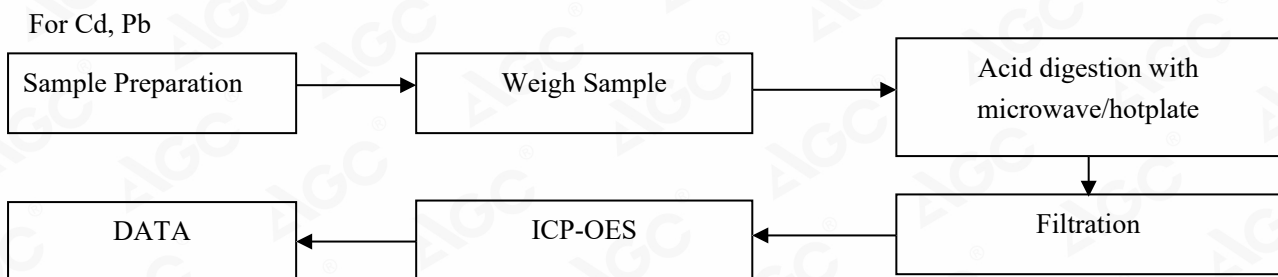 For Cd, Pb
Sample Preparation
Weigh Sample
Acid digestion with
microwave/hotplate
Filtration
ICP-OES
DATA